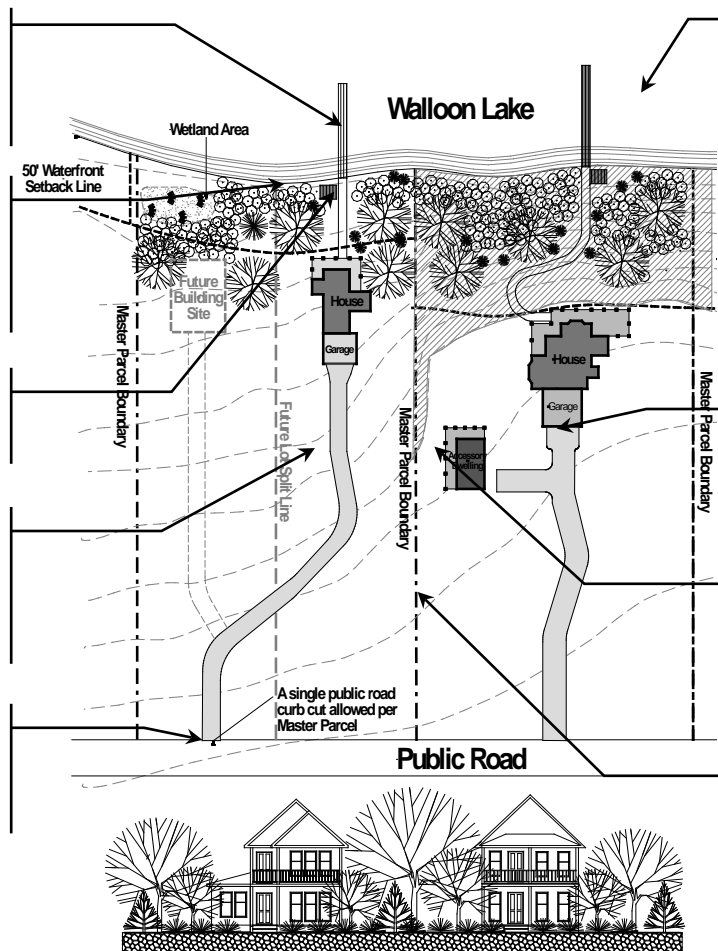 Walloon Lake
Wetland Area
50' Waterfront
Setback Line
Future
Building
Site
House
Garage
House
Garage
Accessory
Dwelling
Master Parcel Boundary
Future Lot Split Line
Master Parcel Boundary
Master Parcel Boundary
A single public road
curb cut allowed per
Master Parcel
Public Road